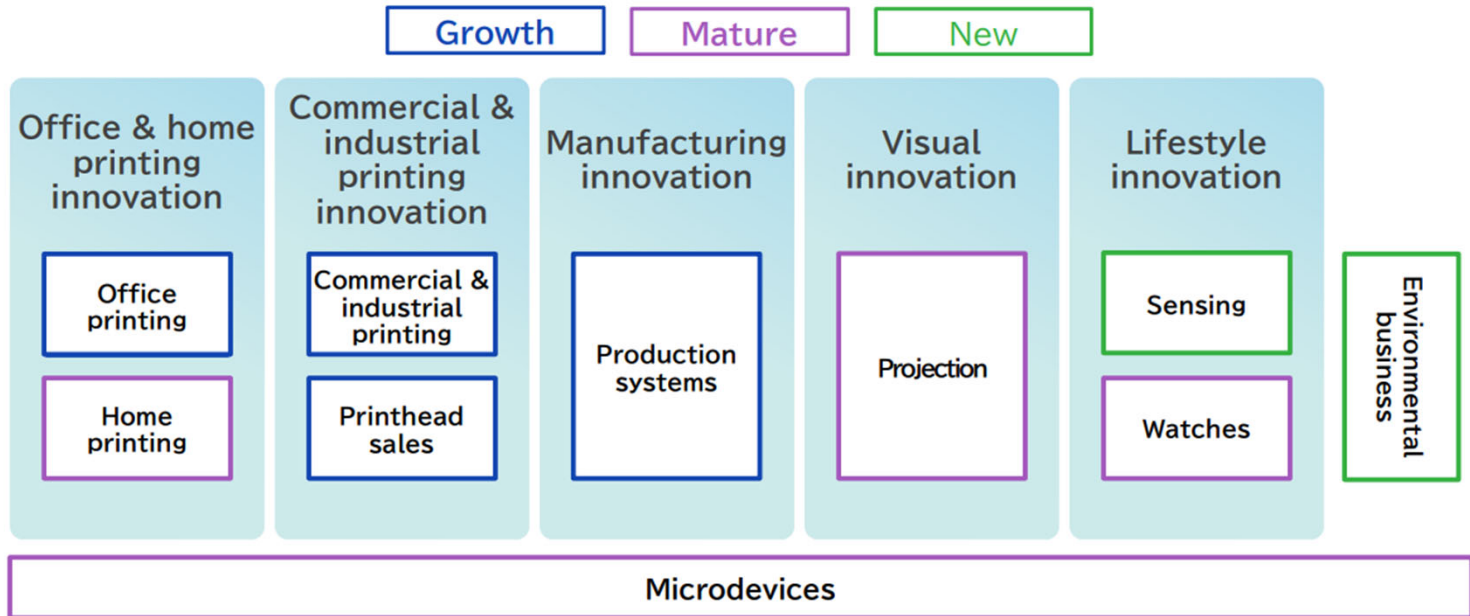 Growth
Mature
New
Office & home
printing
innovation
Commercial &
industrial
printing
innovation
Manufacturing
innovation
Visual
innovation
Lifestyle
innovation
Office
printing
Home
printing
Commercial &
industrial
printing
Printhead
sales
Production
systems
Projection
Sensing
Watches
Environmental
business
Microdevices